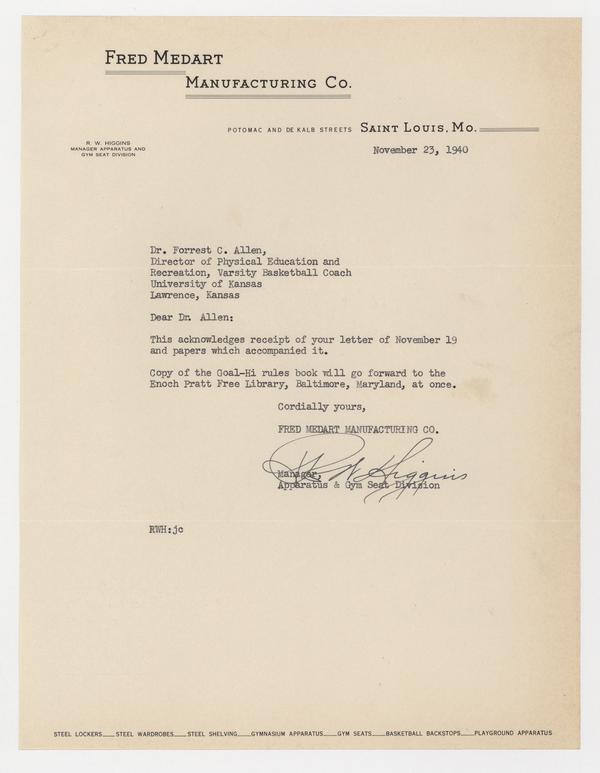 FRED MEDART
MANUFACTURING CO.
POTOMAC AND DE KALB STREETS SAINT LOUIS, MO.
R. W. HIGGINS
MANAGER APPARATUS AND
GYM SEAT DIVISION
November 23, 1940
Dr. Forrest C. Allen,
Director of Physical Education and
Recreation, Varsity Basketball Coach
University of Kansas
Lawrence, Kansas
Dear Dr. Allen:
This acknowledges receipt of your letter of November 19
and papers which accompanied it.
Copy of the Goal-Hi rules book will go forward to the
Enoch Pratt Free Library, Baltimore, Maryland, at once.
Cordially yours,
FRED MEDART MANUFACTURING CO.
R W Higgins
Manager,
Apparatus & Gym Seat Division
RWH:jc
STEEL LOCKERS STEEL WARDROBES STEEL SHELVING GYMNASIUM APPARATUS GYM SEATS BASKETBALL BACKSTOPS PLAYGROUND APPARATUS